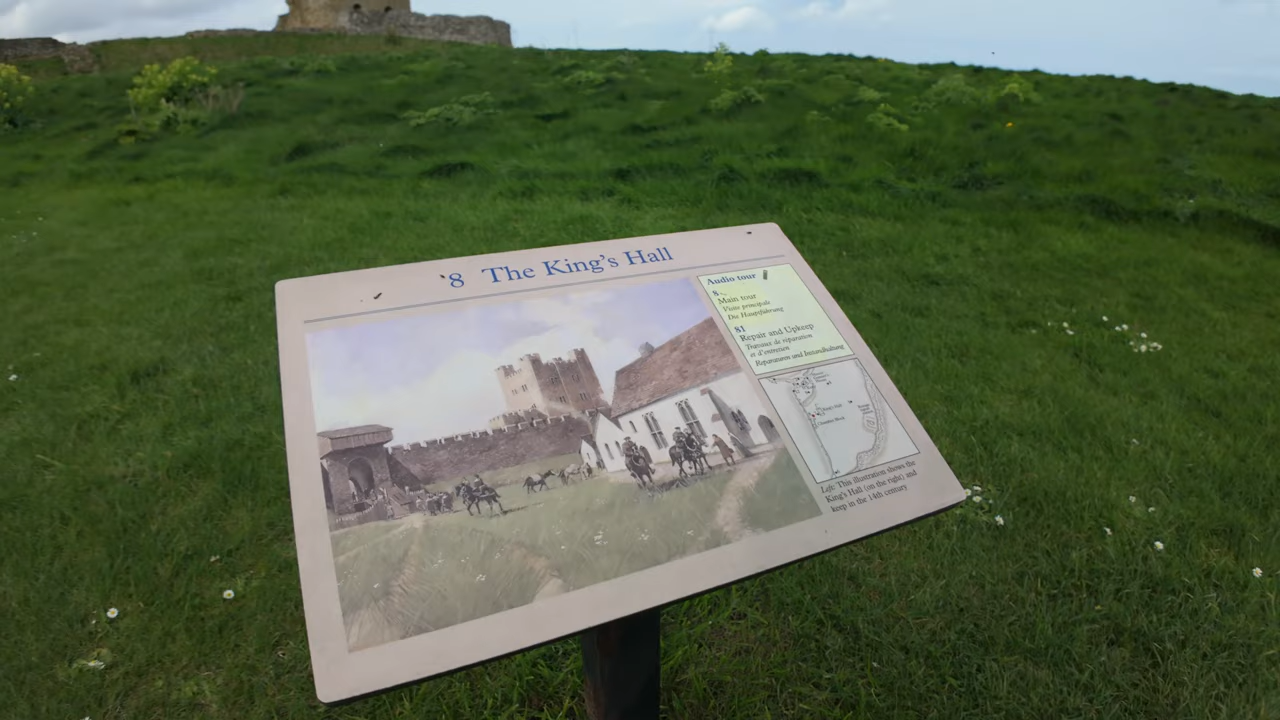 8 The King's Hall
Audio tour
8
Main tour
Visite principale
Die Hauptführung
81
Repair and Upkeep
Travaux de réparation
et d'entretien
Reparaturen und Instandhaltung
Left: This illustration shows the
King's Hall (on the right) and
keep in the 14th century